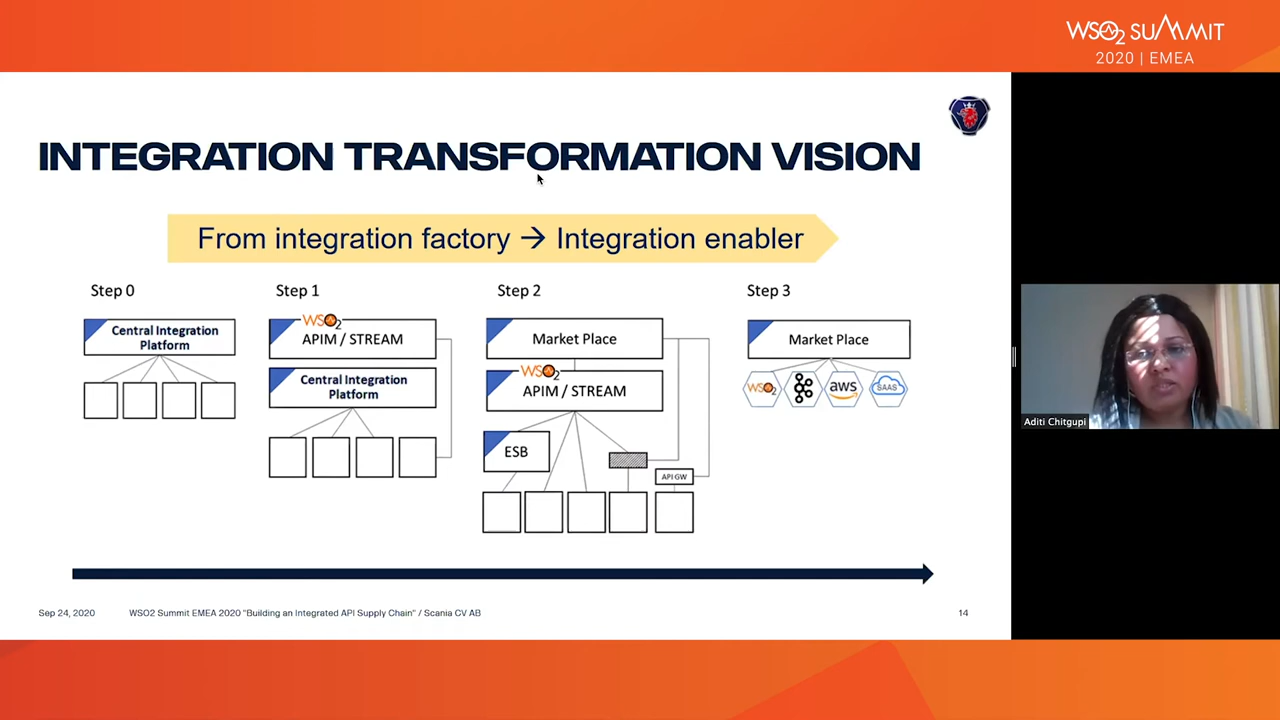 WSO2 SUMMIT
2020 | EMEA
INTEGRATION TRANSFORMATION VISION
From integration factory → Integration enabler
Step 0
Step 1
Step 2
Step 3
Central Integration
Platform
WSO2
APIM / STREAM
Central Integration
Platform
Market Place
WSO2
APIM / STREAM
ESB
API GW
Market Place
WSO2
aws
SAAS
Aditi Chitgupi
Sep 24, 2020
WSO2 Summit EMEA 2020 "Building an Integrated API Supply Chain" / Scania CV AB
14